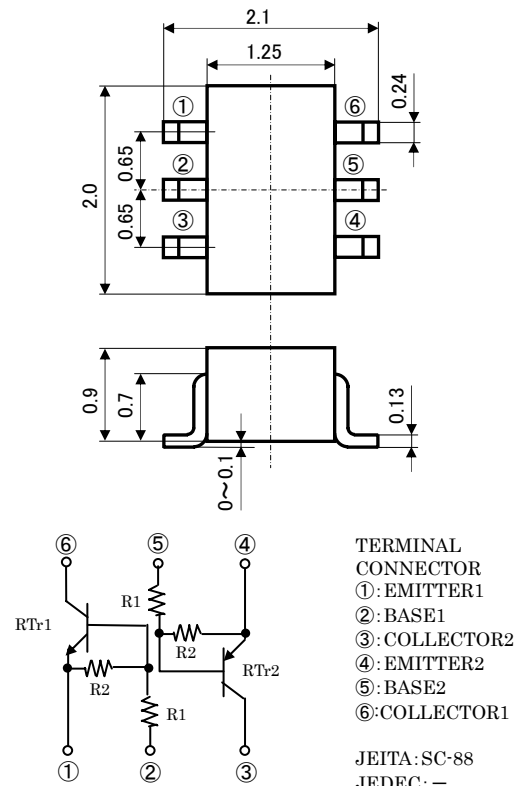 2.1
1.25
① ⑥
0.24
0.65
② ⑤
2.0
0.65
③ ④
0.9
0.7
0.13
0～0.1
⑥ ⑤ ④
R1
RTr1
R2
RTr2
R2
R1
① ② ③
TERMINAL
CONNECTOR
①:EMITTER1
②:BASE1
③:COLLECTOR2
④:EMITTER2
⑤:BASE2
⑥:COLLECTOR1
JEITA:SC-88
JEDEC:－